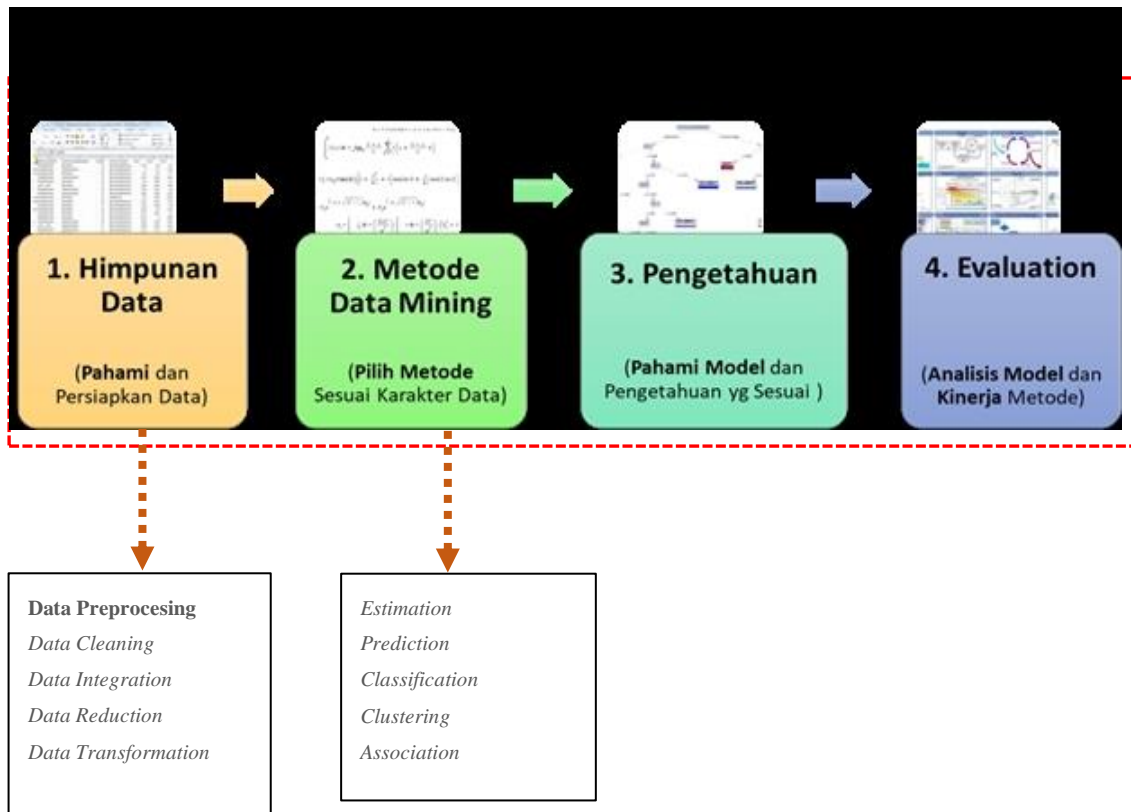 1. Himpunan
Data
(Pahami dan
Persiapkan Data)
2. Metode
Data Mining
(Pilih Metode
Sesuai Karakter Data)
3. Pengetahuan
(Pahami Model dan
Pengetahuan yg Sesuai )
4. Evaluation
(Analisis Model dan
Kinerja Metode)
Data Preprocesing
Data Cleaning
Data Integration
Data Reduction
Data Transformation
Estimation
Prediction
Classification
Clustering
Association